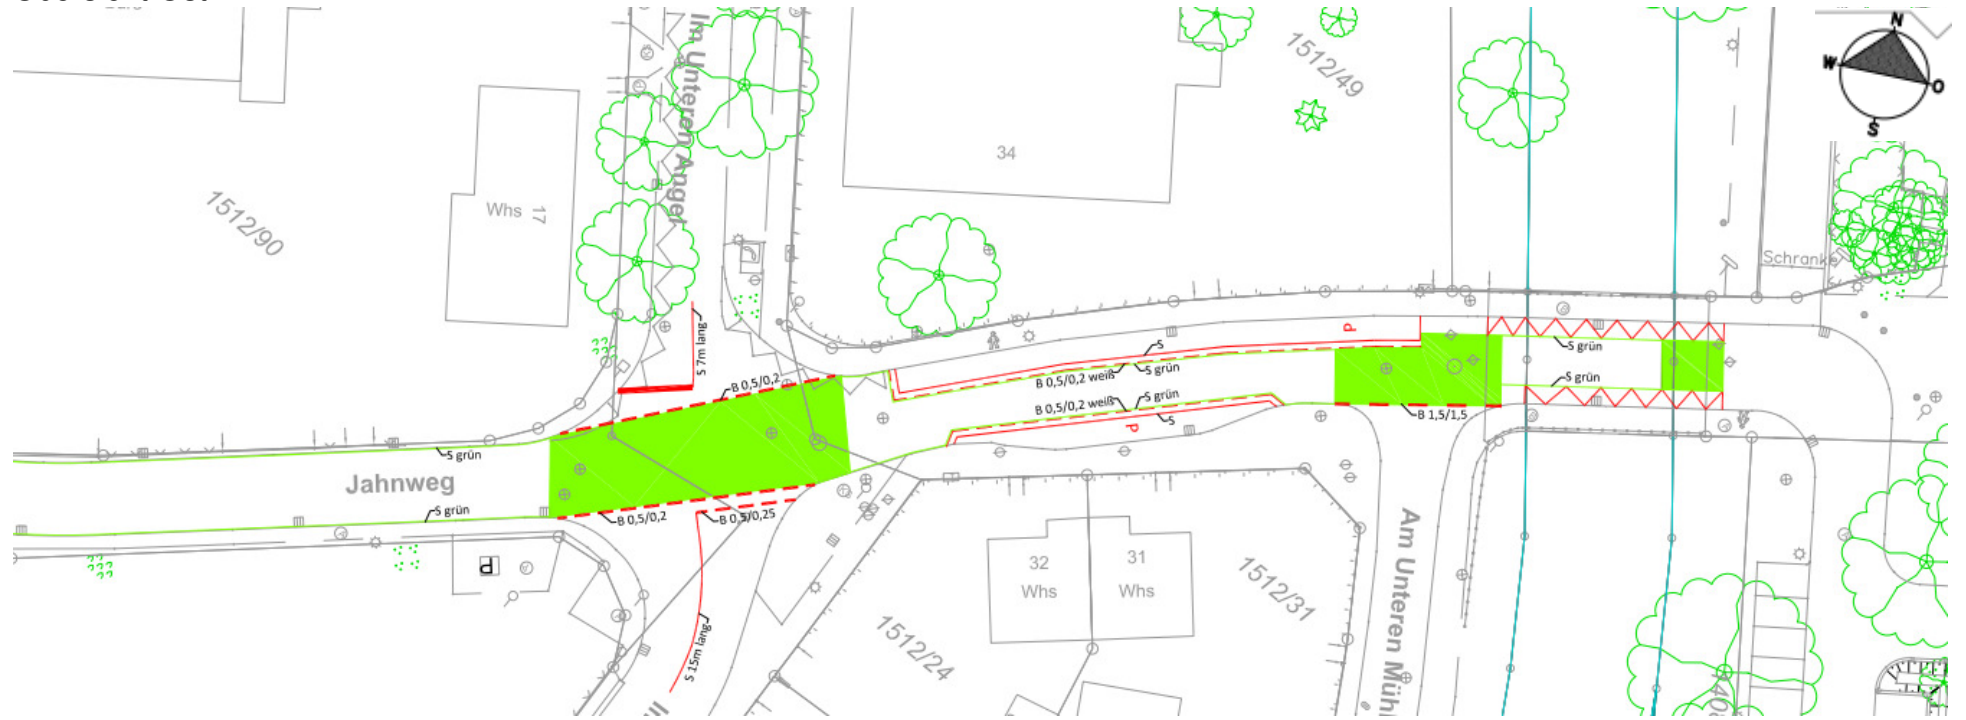 Im Unteren Angel
1512/49
N
W
O
S
34
1512/90
Whs 17
Schranke
S 7m lang
P
S
S grün
B 0,5/0,2
B 0,5/0,2 weiß
S grün
S grün
B 0,5/0,2 weiß
S grün
S
P
B 1,5/1,5
S grün
Jahnweg
S grün
B 0,5/0,2
B 0,5/0,25
P
32
Whs
31
Whs
1512/31
Am Unteren Mühl
S 15m lang
1512/24